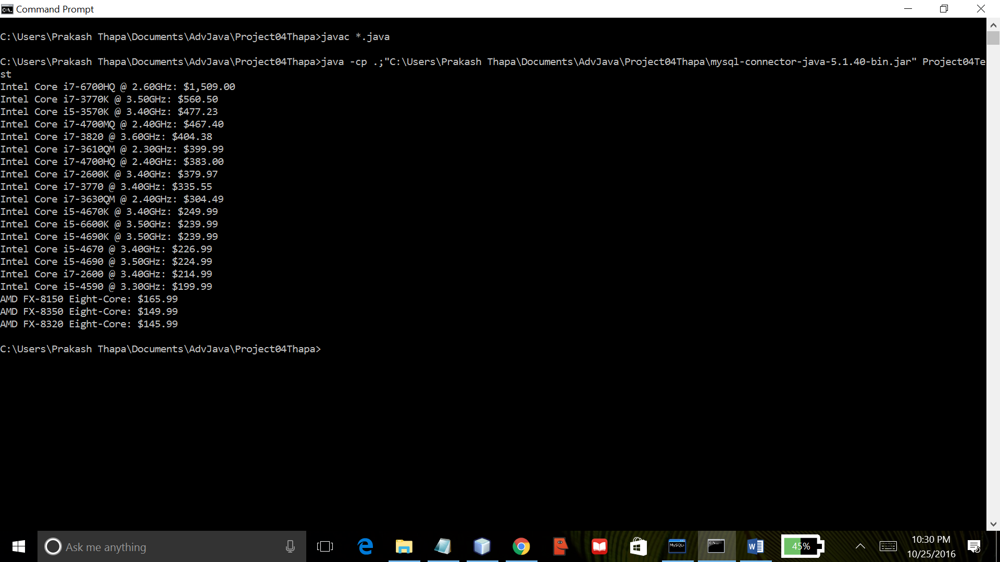 Command Prompt
C:\Users\Prakash Thapa\Documents\AdvJava\Project04Thapa>javac *.java
C:\Users\Prakash Thapa\Documents\AdvJava\Project04Thapa>java -cp .;"C:\Users\Prakash Thapa\Documents\AdvJava\Project04Thapa\mysql-connector-java-5.1.40-bin.jar" Project04Te
st
Intel Core i7-6700HQ @ 2.60GHz: $1,509.00
Intel Core i7-3770K @ 3.50GHz: $560.50
Intel Core i5-3570K @ 3.40GHz: $477.23
Intel Core i7-4700MQ @ 2.40GHz: $467.40
Intel Core i7-3820 @ 3.60GHz: $404.38
Intel Core i7-3610QM @ 2.30GHz: $399.99
Intel Core i7-4700HQ @ 2.40GHz: $383.00
Intel Core i7-2600K @ 3.40GHz: $379.97
Intel Core i7-3770 @ 3.40GHz: $335.55
Intel Core i7-3630QM @ 2.40GHz: $304.49
Intel Core i5-4670K @ 3.40GHz: $249.99
Intel Core i5-6600K @ 3.50GHz: $239.99
Intel Core i5-4690K @ 3.50GHz: $239.99
Intel Core i5-4670 @ 3.40GHz: $226.99
Intel Core i5-4690 @ 3.50GHz: $224.99
Intel Core i7-2600 @ 3.40GHz: $214.99
Intel Core i5-4590 @ 3.30GHz: $199.99
AMD FX-8150 Eight-Core: $165.99
AMD FX-8350 Eight-Core: $149.99
AMD FX-8320 Eight-Core: $145.99
C:\Users\Prakash Thapa\Documents\AdvJava\Project04Thapa>
Ask me anything
MySQL
45%
10:30 PM
10/25/2016